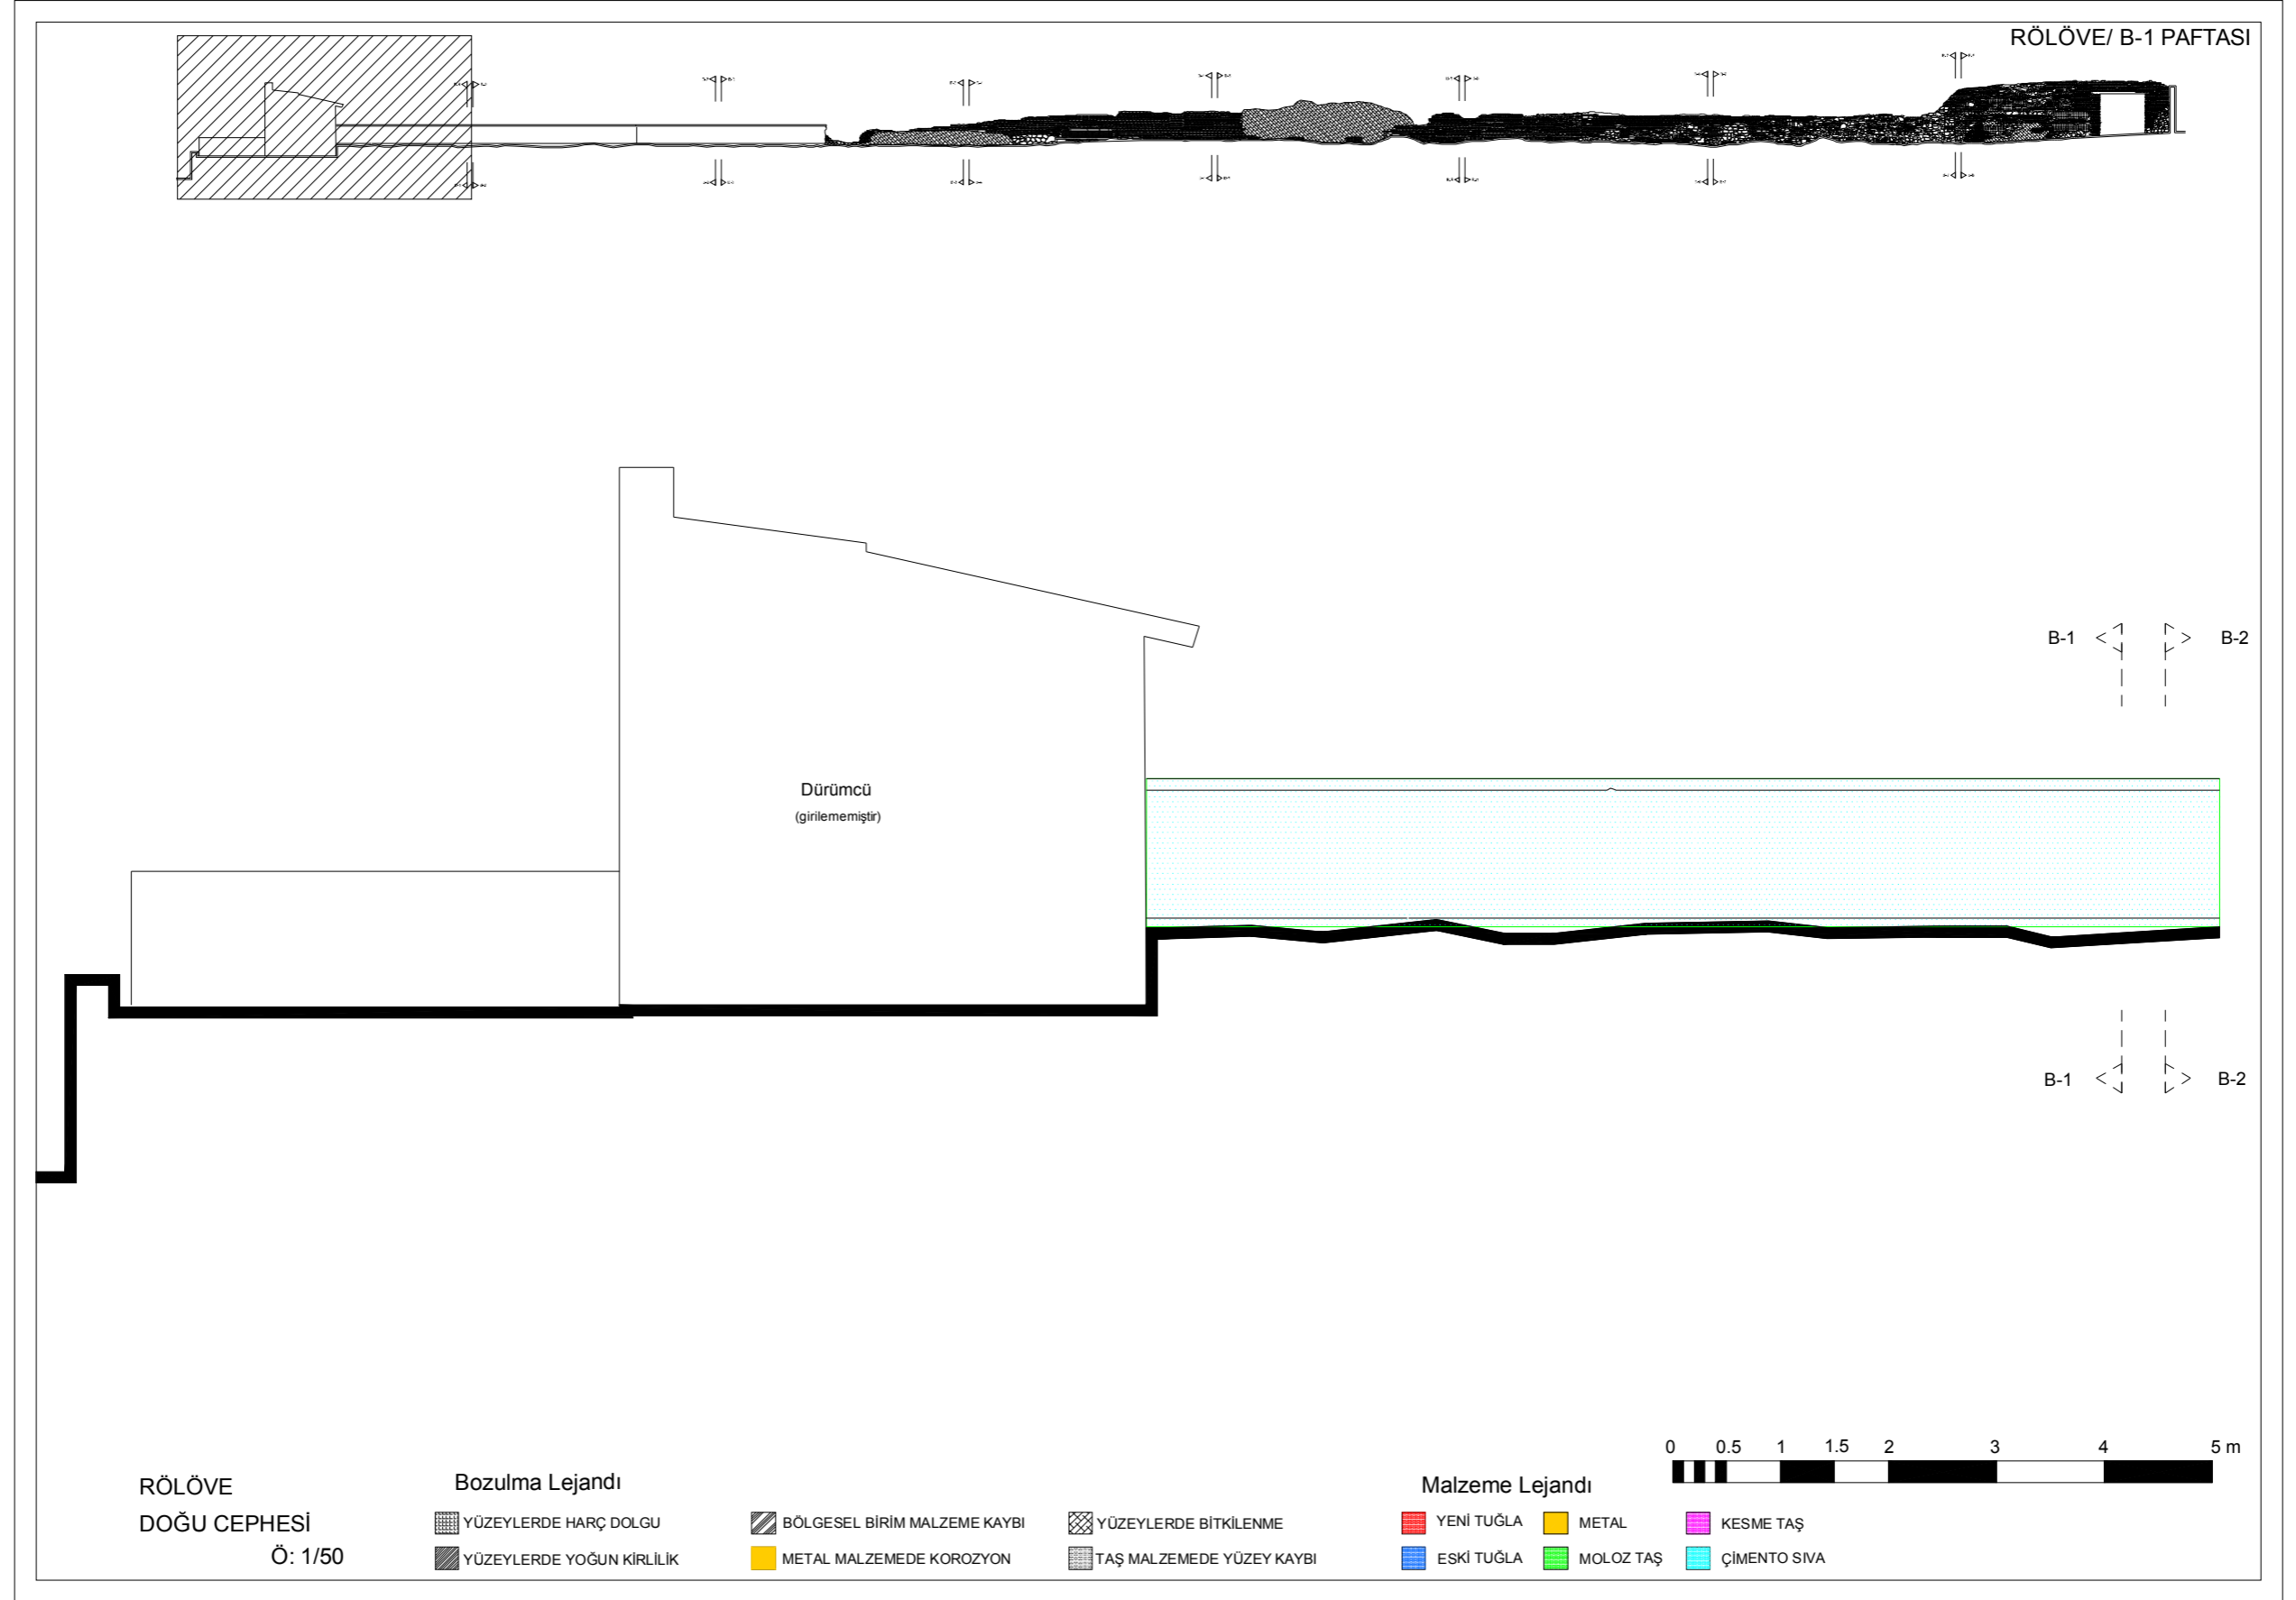 RÖLÖVE/ B-1 PAFTASI
B-1 B-2
Dürümcü
(girilememiştir)
B-1 B-2
0 0.5 1 1.5 2 3 4 5 m
RÖLÖVE
DOĞU CEPHESİ
Ö: 1/50
Bozulma Lejandı
YÜZEYLERDE HARÇ DOLGU
BÖLGESEL BİRİM MALZEME KAYBI
YÜZEYLERDE BİTKİLENME
YÜZEYLERDE YOĞUN KİRLİLİK
METAL MALZEMEDE KOROZYON
TAŞ MALZEMEDE YÜZEY KAYBI
Malzeme Lejandı
YENİ TUĞLA
METAL
KESME TAŞ
ESKİ TUĞLA
MOLOZ TAŞ
ÇİMENTO SIVA